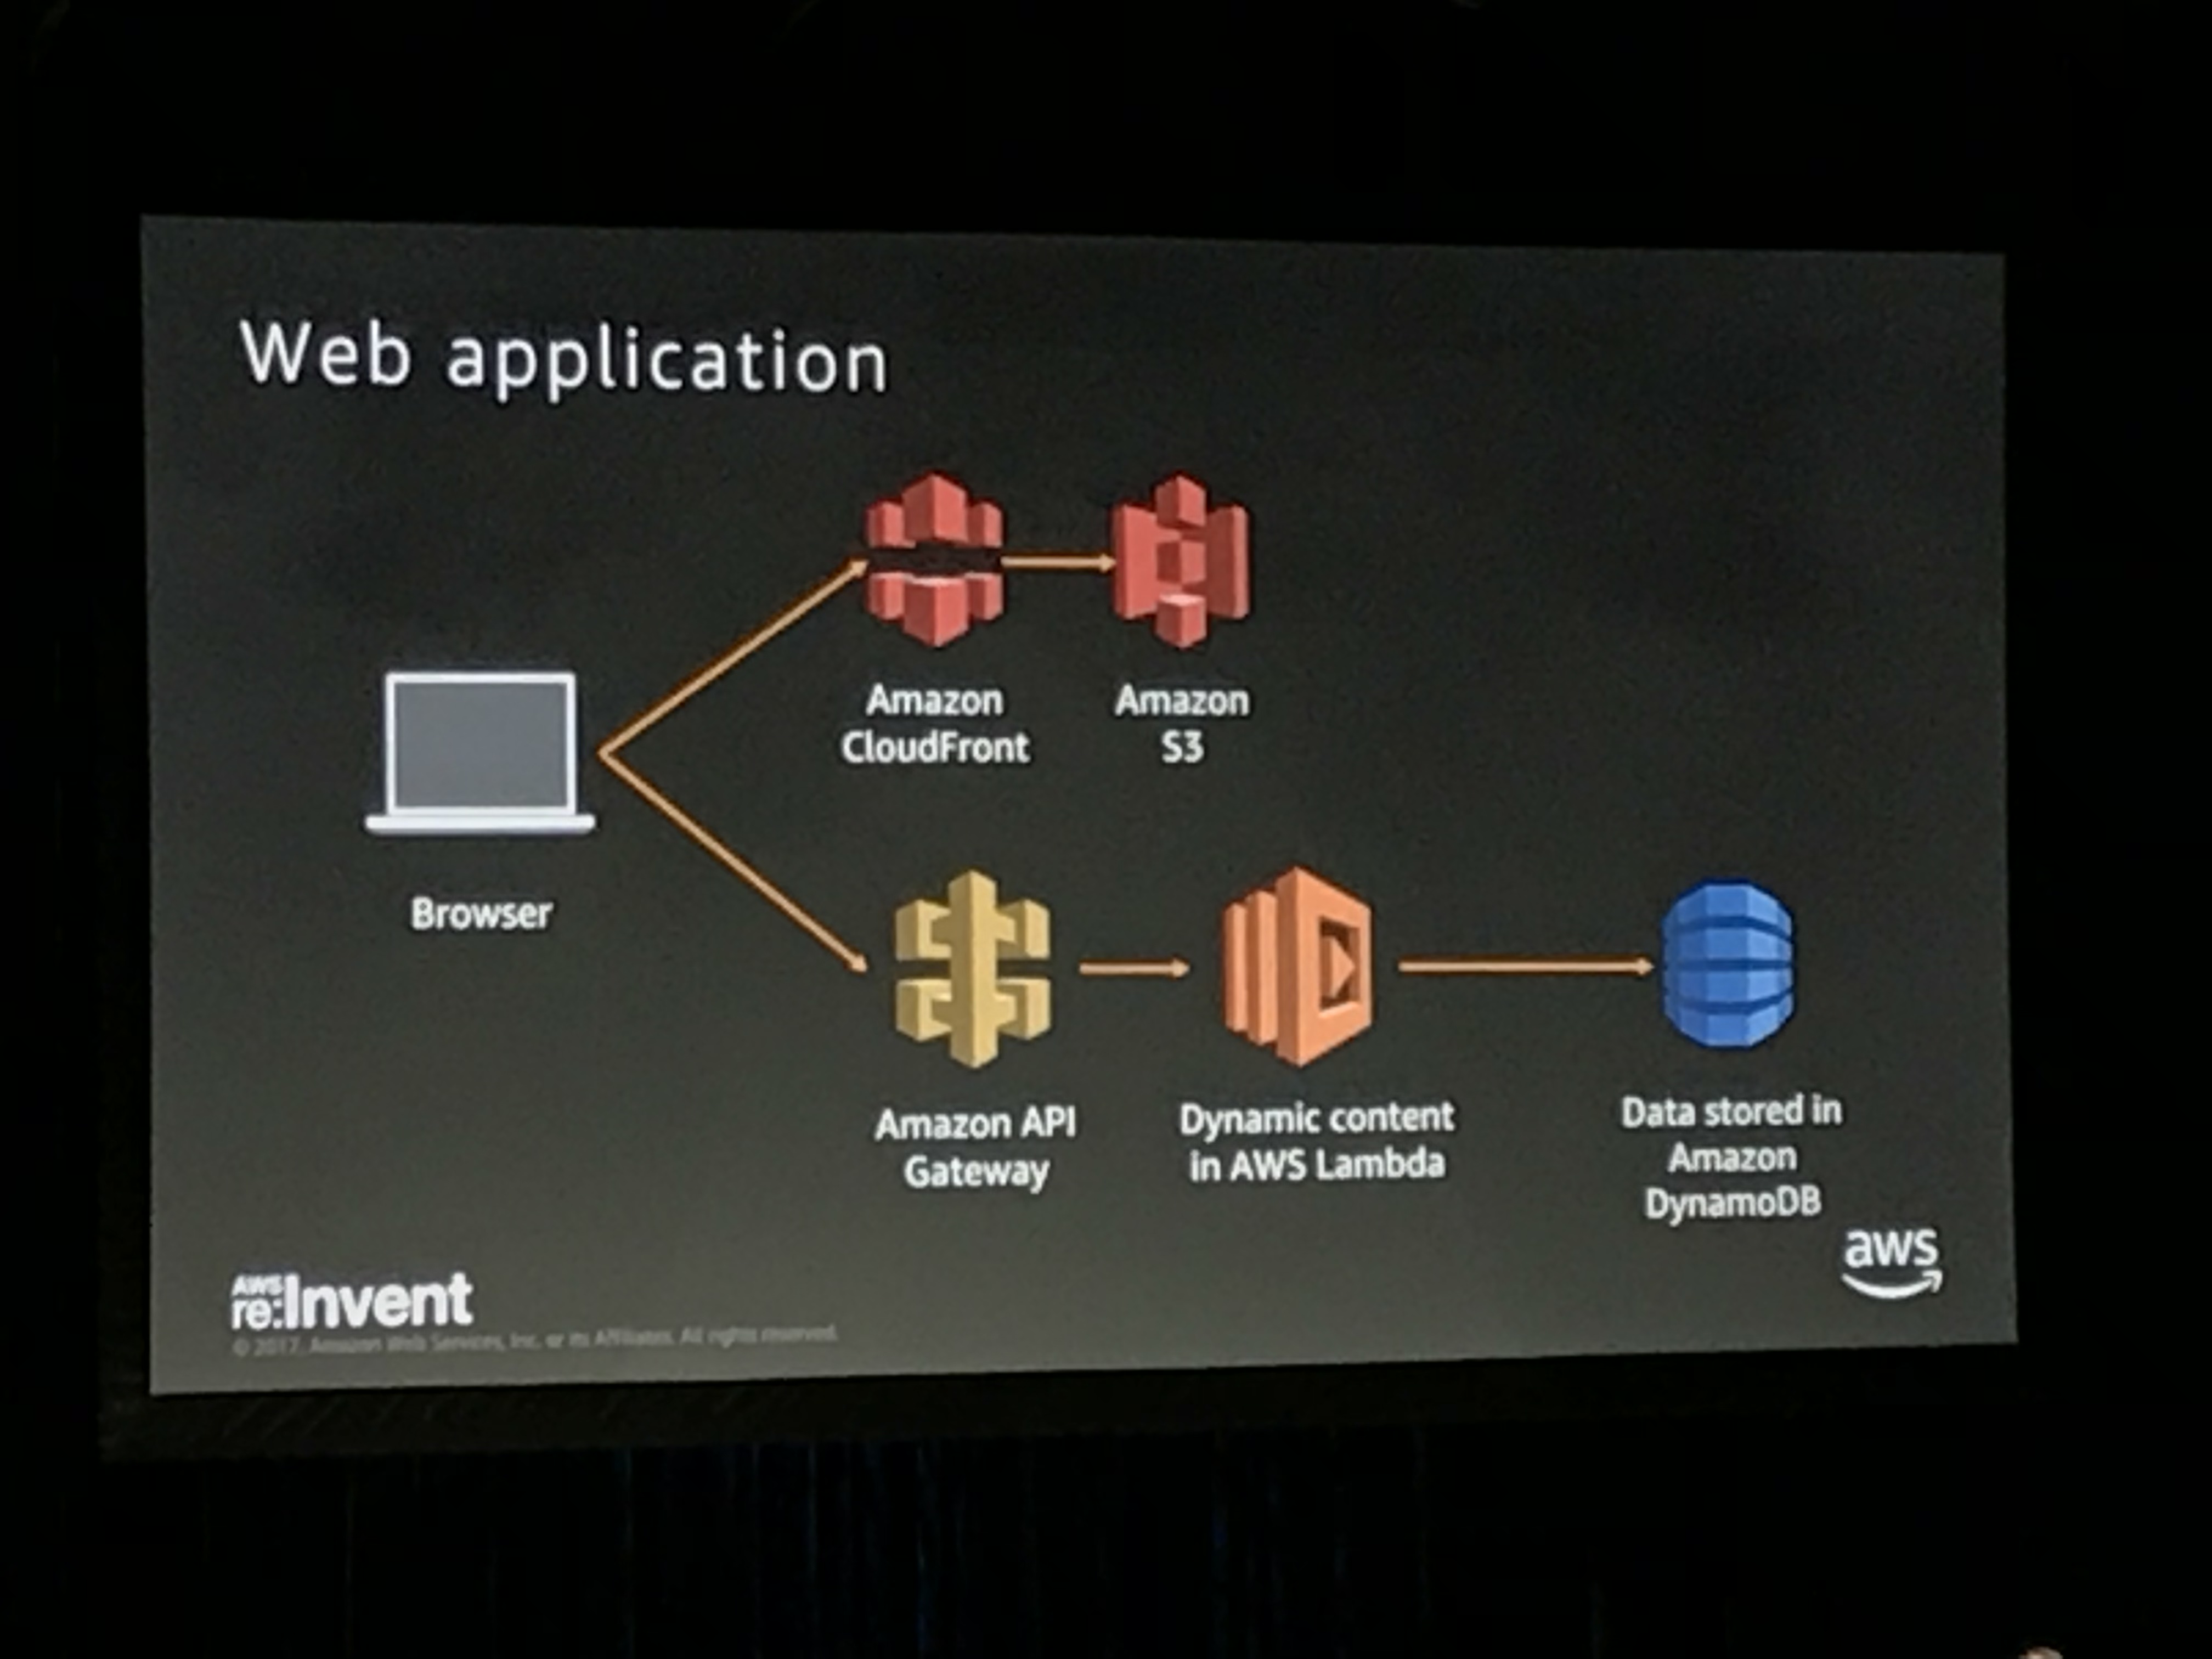 Web application
Amazon
CloudFront
Amazon
S3
Browser
Amazon API
Gateway
Dynamic content
in AWS Lambda
Data stored in
Amazon
DynamoDB
aws
AWS
re:Invent
© 2017, Amazon Web Services, Inc. or its Affiliates. All rights reserved.